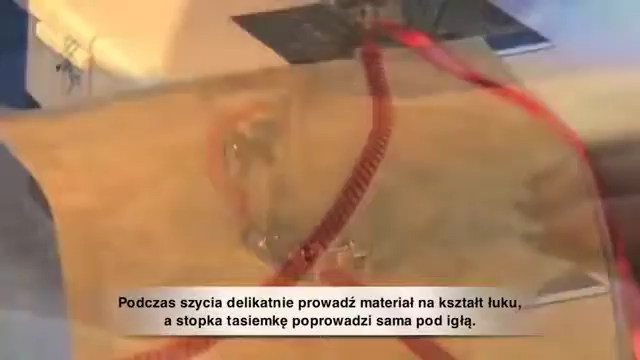 Podczas szycia delikatnie prowadź materiał na kształt łuku,
a stopka tasiemkę poprowadzi sama pod igłą.